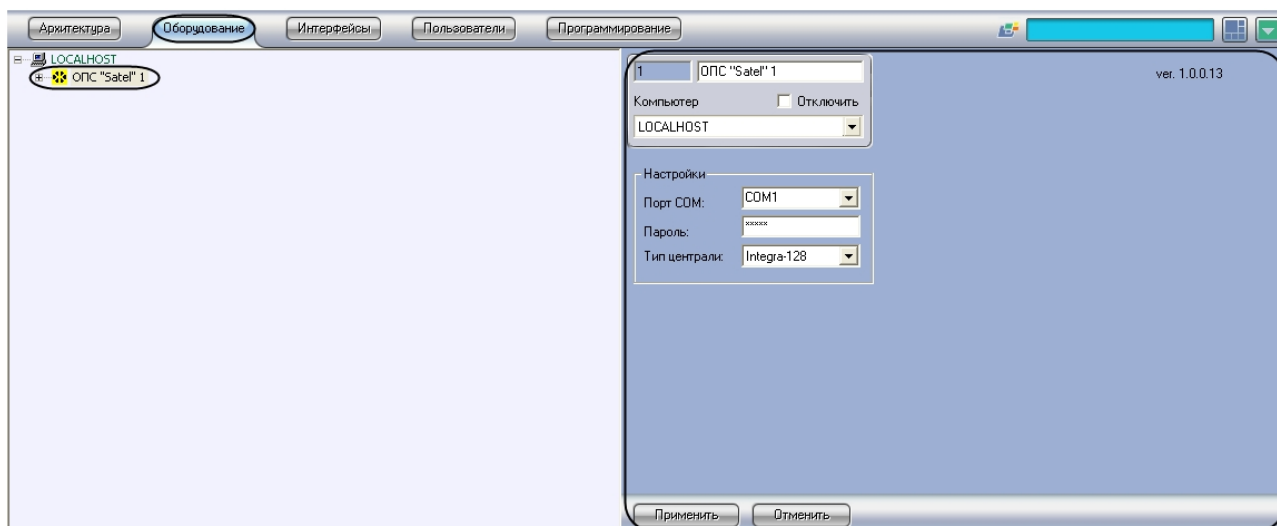 Архитектура Оборудование Интерфейсы Пользователи Программирование
LOCALHOST
ОПС "Satel" 1
1 ОПС "Satel" 1
ver. 1.0.0.13
Компьютер Отключить
LOCALHOST
Настройки
Порт COM: COM1
Пароль: xxxxx
Тип централи: Integra-128
Применить Отменить